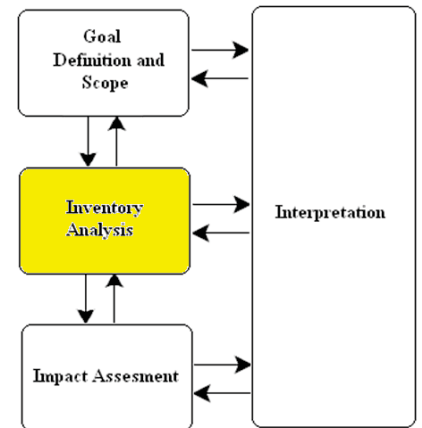 Goal
Definition and
Scope
Inventory
Analysis
Interpretation
Impact Assesment